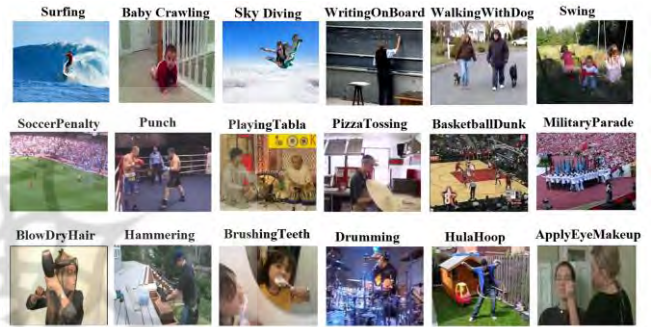 Surfing
Baby Crawling
Sky Diving
WritingOnBoard
WalkingWithDog
Swing
SoccerPenalty
Punch
PlayingTabla
PizzaTossing
BasketballDunk
MilitaryParade
BlowDryHair
Hammering
BrushingTeeth
Drumming
HulaHoop
ApplyEyeMakeup